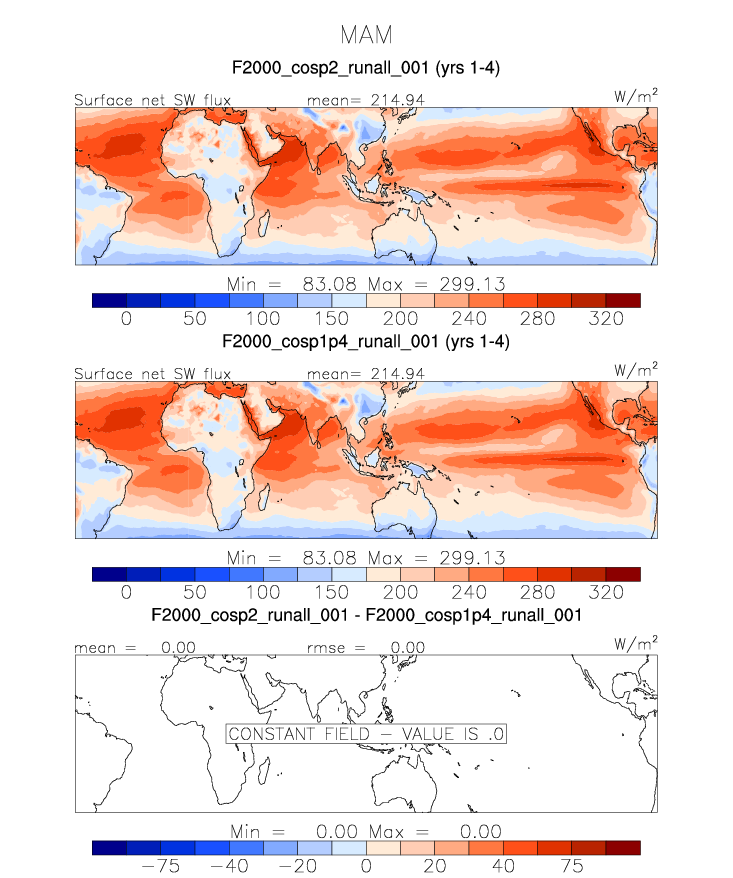 MAM
F2000_cosp2_runall_001 (yrs 1-4)
Surface net SW flux mean= 214.94 W/m²
Min = 83.08 Max = 299.13
0 50 100 150 200 240 280 320
F2000_cosp1p4_runall_001 (yrs 1-4)
Surface net SW flux mean= 214.94 W/m²
Min = 83.08 Max = 299.13
0 50 100 150 200 240 280 320
F2000_cosp2_runall_001 - F2000_cosp1p4_runall_001
mean = 0.00 rmse = 0.00 W/m²
CONSTANT FIELD - VALUE IS .0
Min = 0.00 Max = 0.00
-75 -40 -20 0 20 40 75